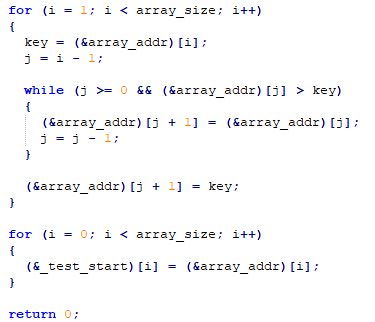 for (i = 1; i < array_size; i++)
{
  key = (&array_addr)[i];
  j = i - 1;

  while (j >= 0 && (&array_addr)[j] > key)
  {
    (&array_addr)[j + 1] = (&array_addr)[j];
    j = j - 1;
  }

  (&array_addr)[j + 1] = key;
}

for (i = 0; i < array_size; i++)
{
  (&_test_start)[i] = (&array_addr)[i];
}

return 0;